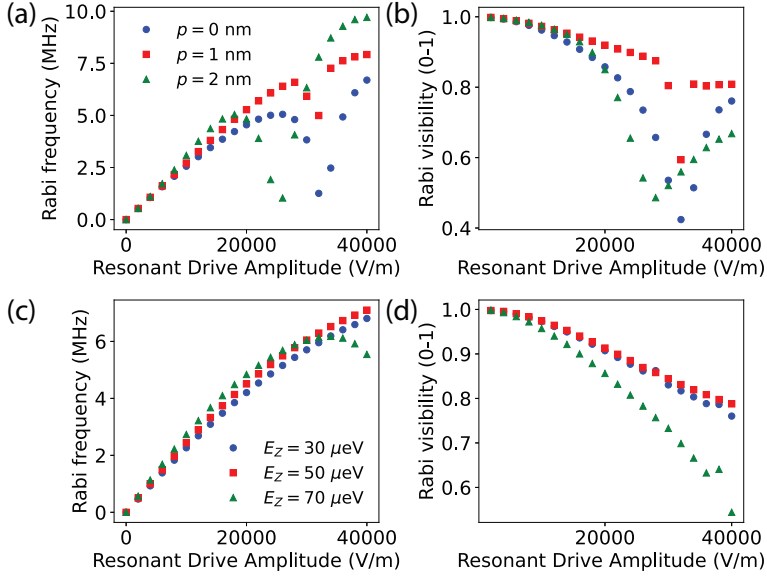 (a)
Rabi frequency (MHz)
10.0
7.5
5.0
2.5
0.0
p = 0 nm
p = 1 nm
p = 2 nm
0 20000 40000
Resonant Drive Amplitude (V/m)
(b)
Rabi visibility (0-1)
1.0
0.8
0.6
0.4
20000 40000
Resonant Drive Amplitude (V/m)
(c)
Rabi frequency (MHz)
6
4
2
0
E_Z = 30 μeV
E_Z = 50 μeV
E_Z = 70 μeV
0 20000 40000
Resonant Drive Amplitude (V/m)
(d)
Rabi visibility (0-1)
1.0
0.9
0.8
0.7
0.6
20000 40000
Resonant Drive Amplitude (V/m)